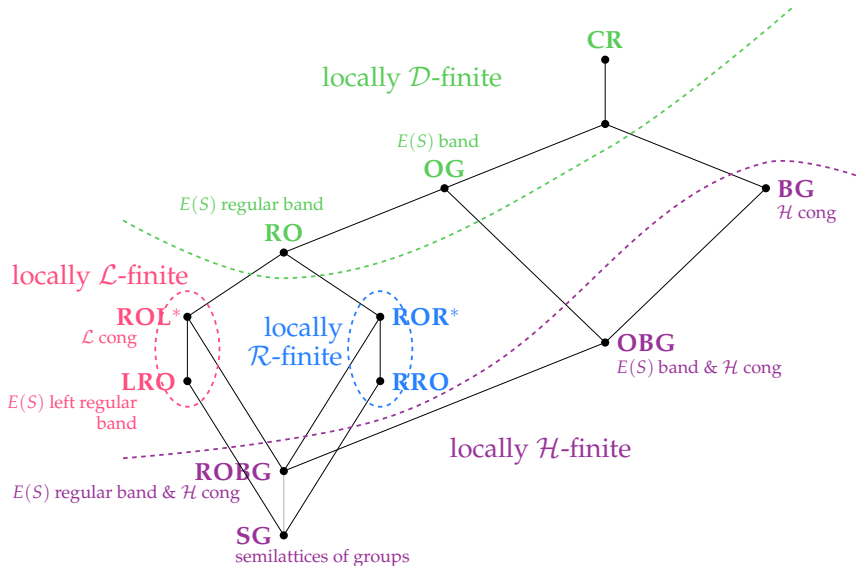 CR
locally 𝒟-finite
E(S) band
OG
BG
ℋ cong
E(S) regular band
RO
locally ℒ-finite
ROL*
ℒ cong
locally
ℛ-finite
ROR*
OBG
E(S) band & ℋ cong
LRO
RRO
E(S) left regular
band
locally ℋ-finite
ROBG
E(S) regular band & ℋ cong
SG
semilattices of groups